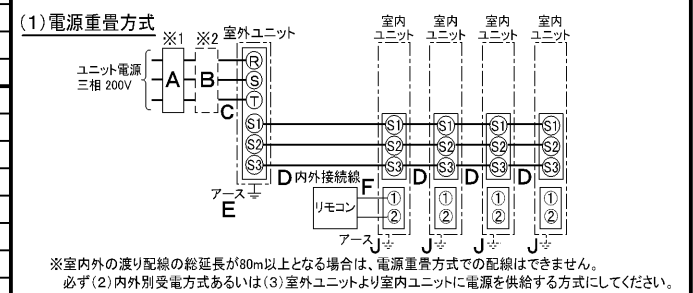 (1)電源重畳方式
※1 ※2 室外ユニット 室内ユニット 室内ユニット 室内ユニット 室内ユニット
ユニット電源
三相 200V
A B C
R
S
T
S1 S1 S1 S1 S1
S2 S2 S2 S2 S2
S3 S3 S3 S3 S3
D 内外接続線 F D D D
アース
E
リモコン
① ① ① ①
② ② ② ②
アース J J J J
※室内外の渡り配線の総延長が80m以上となる場合は、電源重畳方式での配線はできません。
必ず(2)内外別受電方式あるいは(3)室外ユニットより室内ユニットに電源を供給する方式にしてください。